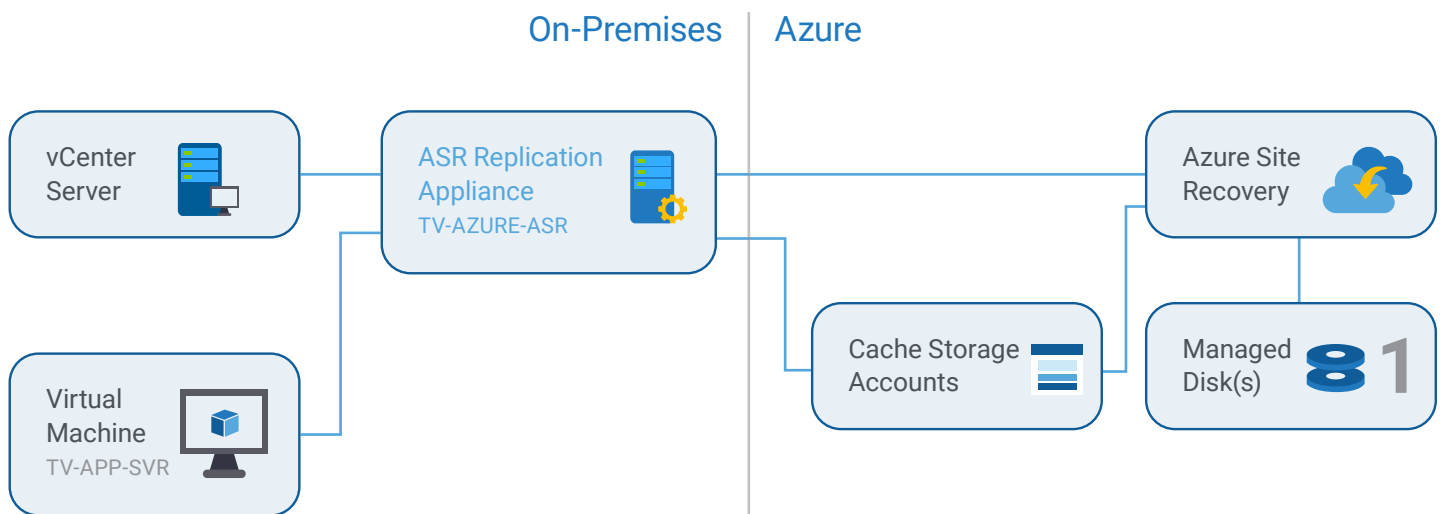 On-Premises
Azure
vCenter
Server
ASR Replication
Appliance
TV-AZURE-ASR
Azure Site
Recovery
Cache Storage
Accounts
Managed
Disk(s)
1
Virtual
Machine
TV-APP-SVR